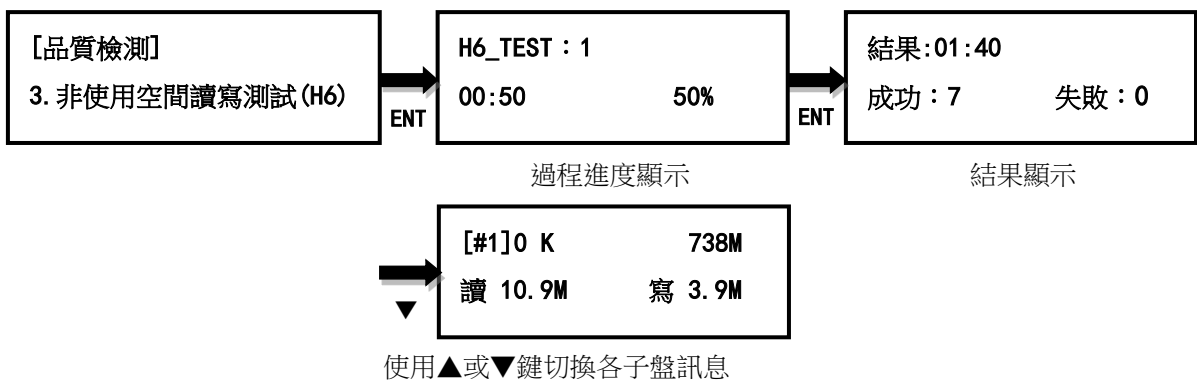 [品質檢測]
3.非使用空間讀寫測試(H6)
ENT
H6_TEST：1
00:50 50%
過程進度顯示
ENT
結果:01:40
成功：7 失敗：0
結果顯示
▼
[#1]0 K 738M
讀 10.9M 寫 3.9M
使用▲或▼鍵切換各子盤訊息